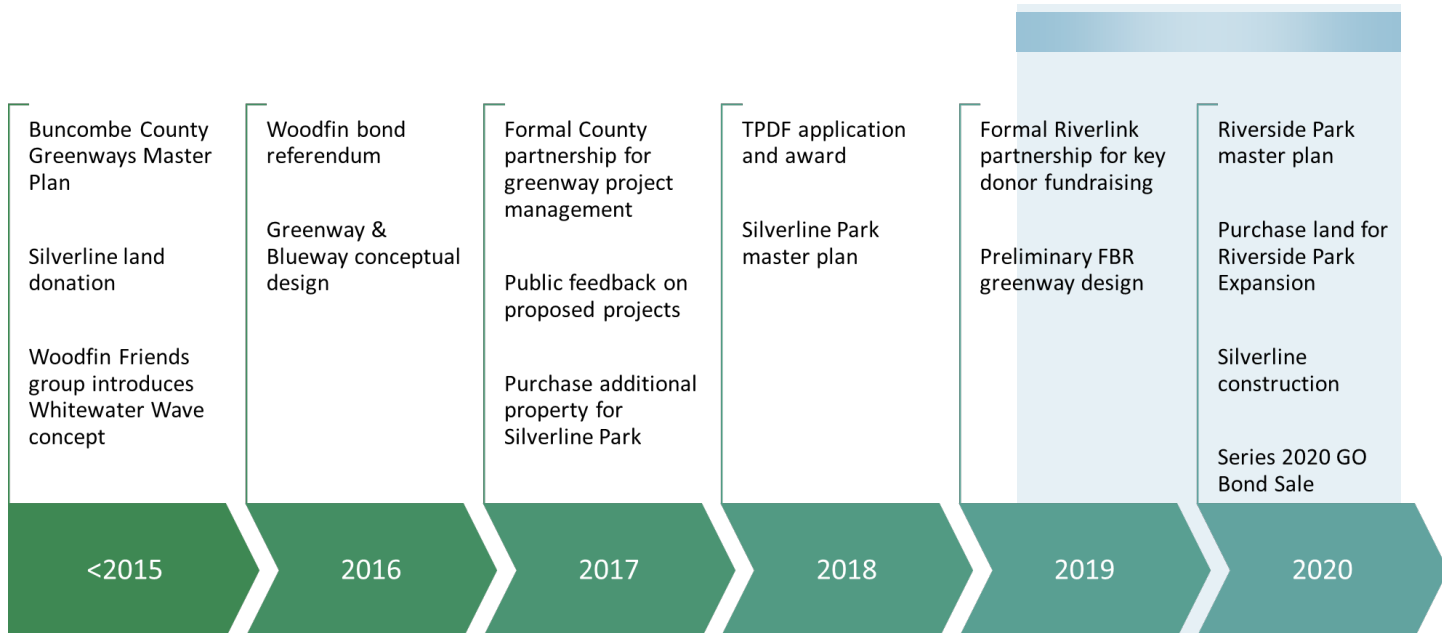 Buncombe County
Greenways Master
Plan
Silverline land
donation
Woodfin Friends
group introduces
Whitewater Wave
concept
Woodfin bond
referendum
Greenway &
Blueway conceptual
design
Formal County
partnership for
greenway project
management
Public feedback on
proposed projects
Purchase additional
property for
Silverline Park
TPDF application
and award
Silverline Park
master plan
Formal Riverlink
partnership for key
donor fundraising
Preliminary FBR
greenway design
Riverside Park
master plan
Purchase land for
Riverside Park
Expansion
Silverline
construction
Series 2020 GO
Bond Sale
<2015
2016
2017
2018
2019
2020